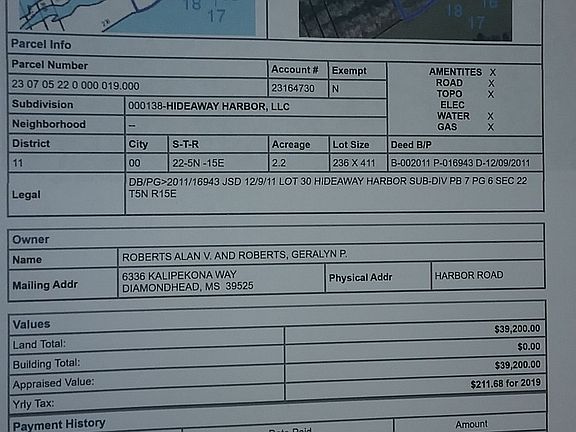 18
17
18 16
17
Parcel Info
Parcel Number Account # Exempt
23 07 05 22 0 000 019.000 23164730 N
AMENTITES X
ROAD X
TOPO X
ELEC
WATER X
GAS X
Subdivision 000138-HIDEAWAY HARBOR, LLC
Neighborhood --
District City S-T-R Acreage Lot Size Deed B/P
11 00 22-5N -15E 2.2 236 X 411 B-002011 P-016943 D-12/09/2011
Legal DB/PG>2011/16943 JSD 12/9/11 LOT 30 HIDEAWAY HARBOR SUB-DIV PB 7 PG 6 SEC 22
T5N R15E
Owner
Name ROBERTS ALAN V. AND ROBERTS, GERALYN P.
Mailing Addr 6336 KALIPEKONA WAY Physical Addr HARBOR ROAD
DIAMONDHEAD, MS 39525
Values
Land Total: $39,200.00
Building Total: $0.00
Appraised Value: $39,200.00
Yrly Tax: $211.68 for 2019
Payment History
Date Paid Amount